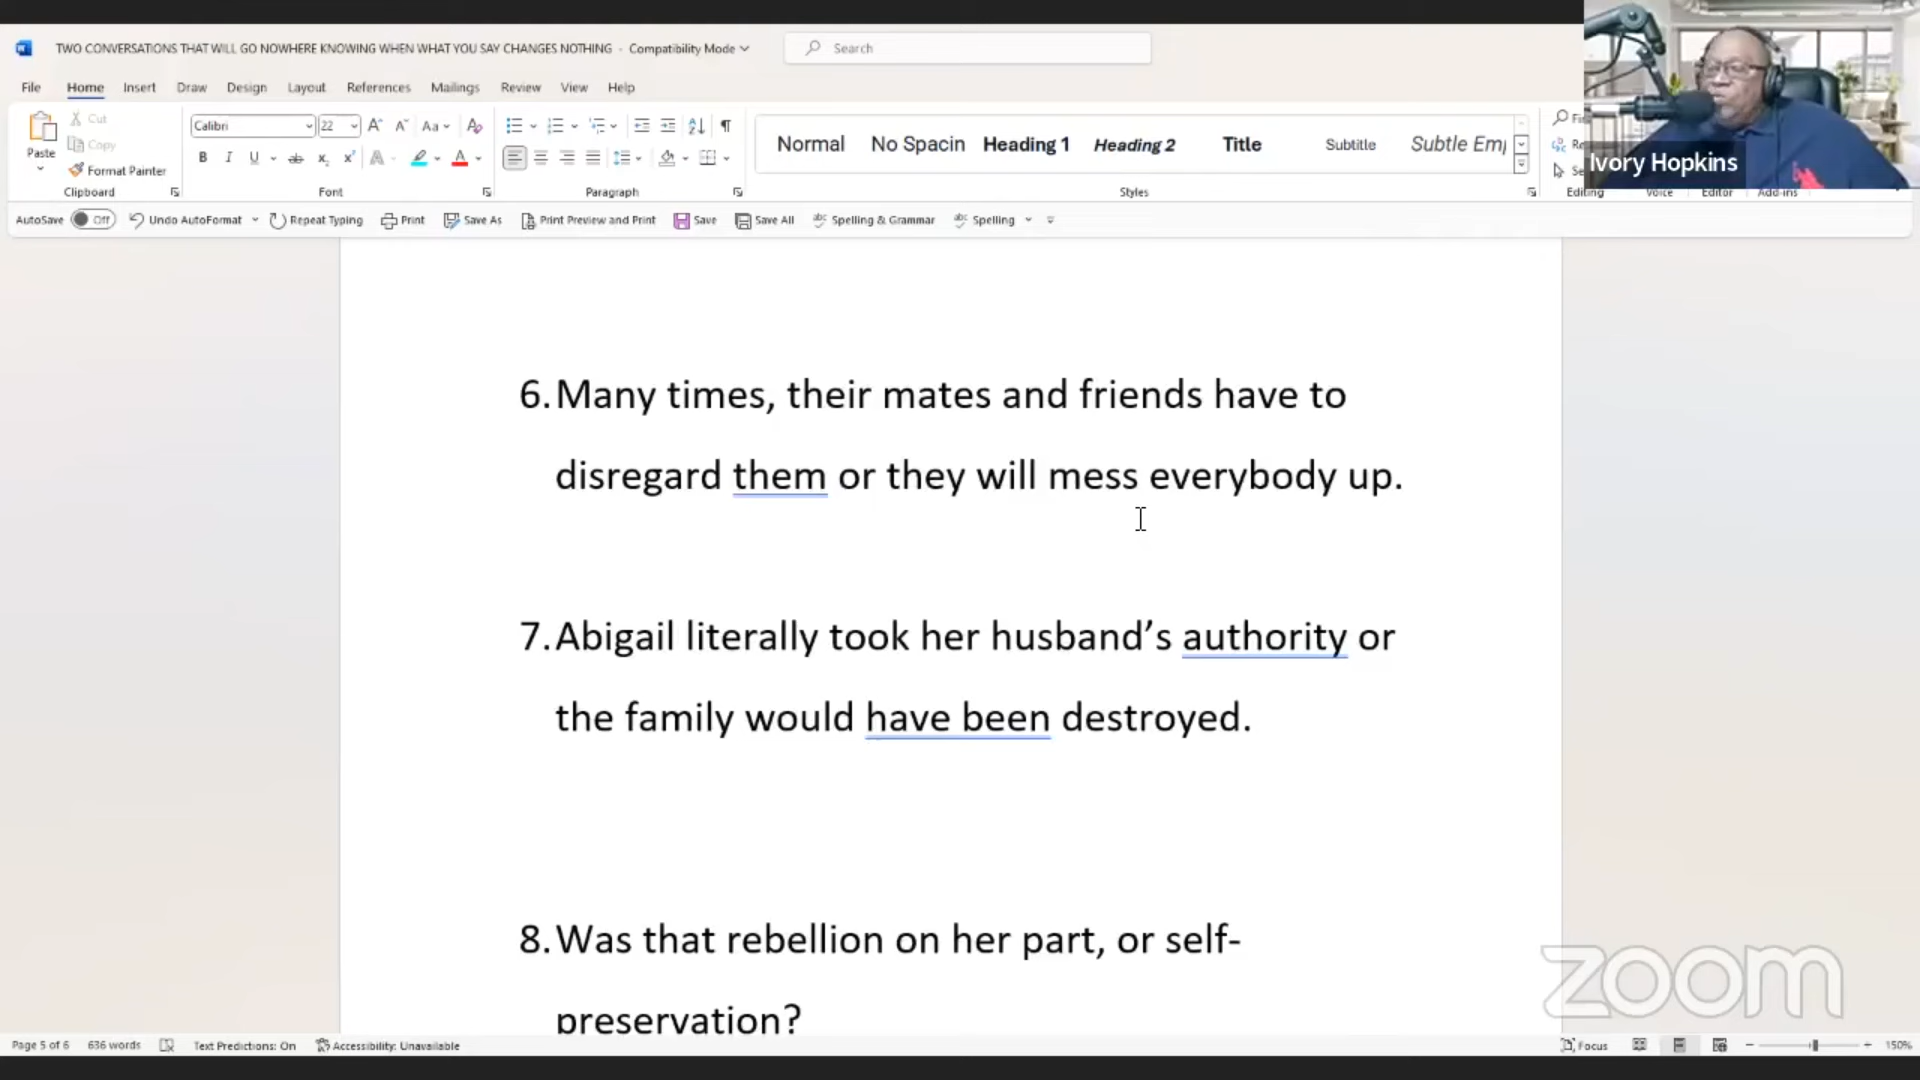 TWO CONVERSATIONS THAT WILL GO NOWHERE KNOWING WHEN WHAT YOU SAY CHANGES NOTHING - Compatibility Mode
Search
File Home Insert Draw Design Layout References Mailings Review View Help
Paste
Cut
Copy
Format Painter
Clipboard
Calibri 22
Font
Paragraph
Normal No Spacin Heading 1 Heading 2 Title Subtitle Subtle Emp
Styles
Editing Voice Editor Add-ins
Ivory Hopkins
AutoSave Off Undo AutoFormat Repeat Typing Print Save As Print Preview and Print Save Save All Spelling & Grammar Spelling
6. Many times, their mates and friends have to
disregard them or they will mess everybody up.
7. Abigail literally took her husband’s authority or
the family would have been destroyed.
8. Was that rebellion on her part, or self-
preservation?
zoom
Page 5 of 6 636 words Text Predictions: On Accessibility: Unavailable Focus 150%